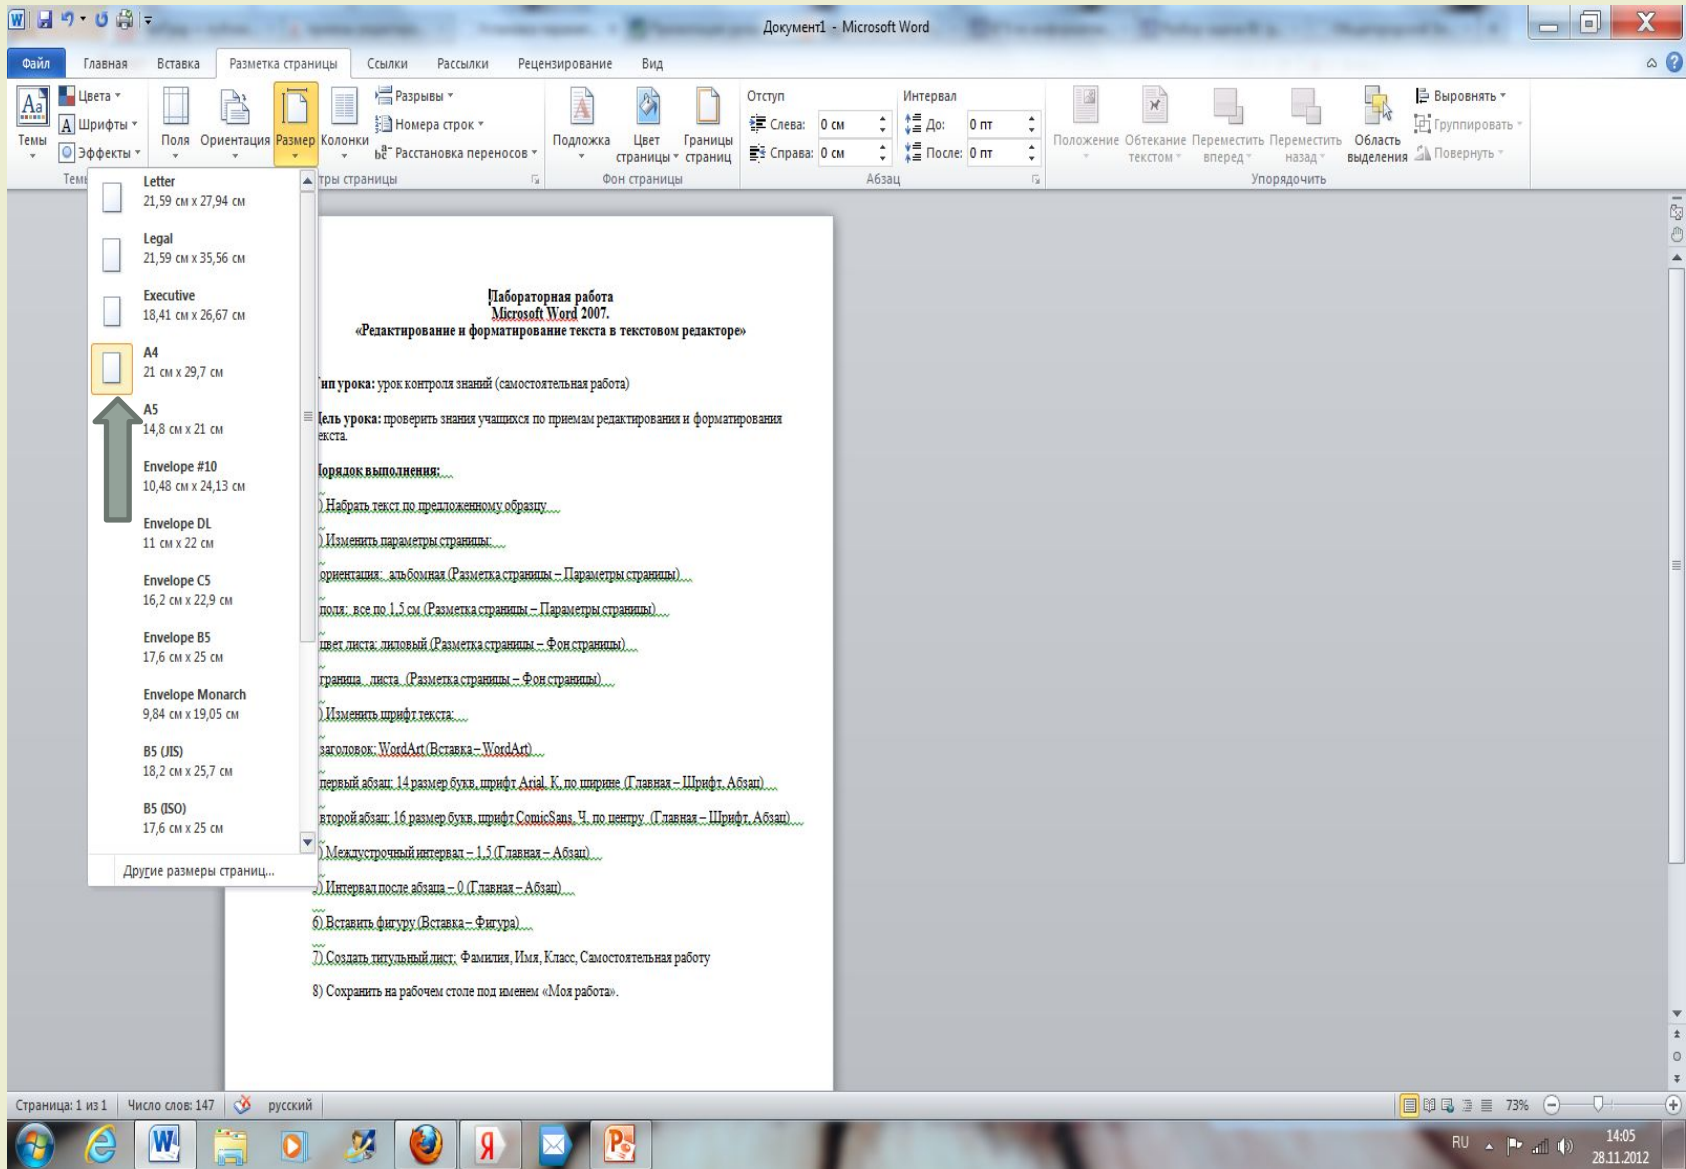 Документ1 - Microsoft Word
Файл Главная Вставка Разметка страницы Ссылки Рассылки Рецензирование Вид
Цвета
Шрифты
Эффекты
Темы
Поля Ориентация Размер Колонки
Разрывы
Номера строк
Расстановка переносов
Подложка Цвет страницы Границы страниц
Отступ
Слева: 0 см
Справа: 0 см
Интервал
До: 0 пт
После: 0 пт
Положение Обтекание текстом Переместить вперед Переместить назад Область выделения
Выровнять
Группировать
Повернуть
Фон страницы Абзац Упорядочить
тры страницы
Letter
21,59 см x 27,94 см
Legal
21,59 см x 35,56 см
Executive
18,41 см x 26,67 см
A4
21 см x 29,7 см
A5
14,8 см x 21 см
Envelope #10
10,48 см x 24,13 см
Envelope DL
11 см x 22 см
Envelope C5
16,2 см x 22,9 см
Envelope B5
17,6 см x 25 см
Envelope Monarch
9,84 см x 19,05 см
B5 (JIS)
18,2 см x 25,7 см
B5 (ISO)
17,6 см x 25 см
Другие размеры страниц...
Лабораторная работа
Microsoft Word 2007.
«Редактирование и форматирование текста в текстовом редакторе»
ип урока: урок контроля знаний (самостоятельная работа)
ель урока: проверить знания учащихся по приемам редактирования и форматирования
екста.
орядок выполнения:
) Набрать текст по предложенному образцу
) Изменить параметры страницы:
ориентация: альбомная (Разметка страницы – Параметры страницы)
поля: все по 1,5 см (Разметка страницы – Параметры страницы)
цвет листа: лиловый (Разметка страницы – Фон страницы)
граница листа (Разметка страницы – Фон страницы)
) Изменить шрифт текста:
заголовок: WordArt (Вставка – WordArt)
первый абзац: 14 размер букв, шрифт Arial, К, по ширине (Главная – Шрифт, Абзац)
второй абзац: 16 размер букв, шрифт ComicSans, Ч, по центру (Главная – Шрифт, Абзац)
) Междустрочный интервал – 1,5 (Главная – Абзац)
) Интервал после абзаца – 0 (Главная – Абзац)
6) Вставить фигуру (Вставка – Фигура)
7) Создать титульный лист: Фамилия, Имя, Класс, Самостоятельная работу
8) Сохранить на рабочем столе под именем «Моя работа».
Страница: 1 из 1 Число слов: 147 русский 73%
RU 14:05
28.11.2012